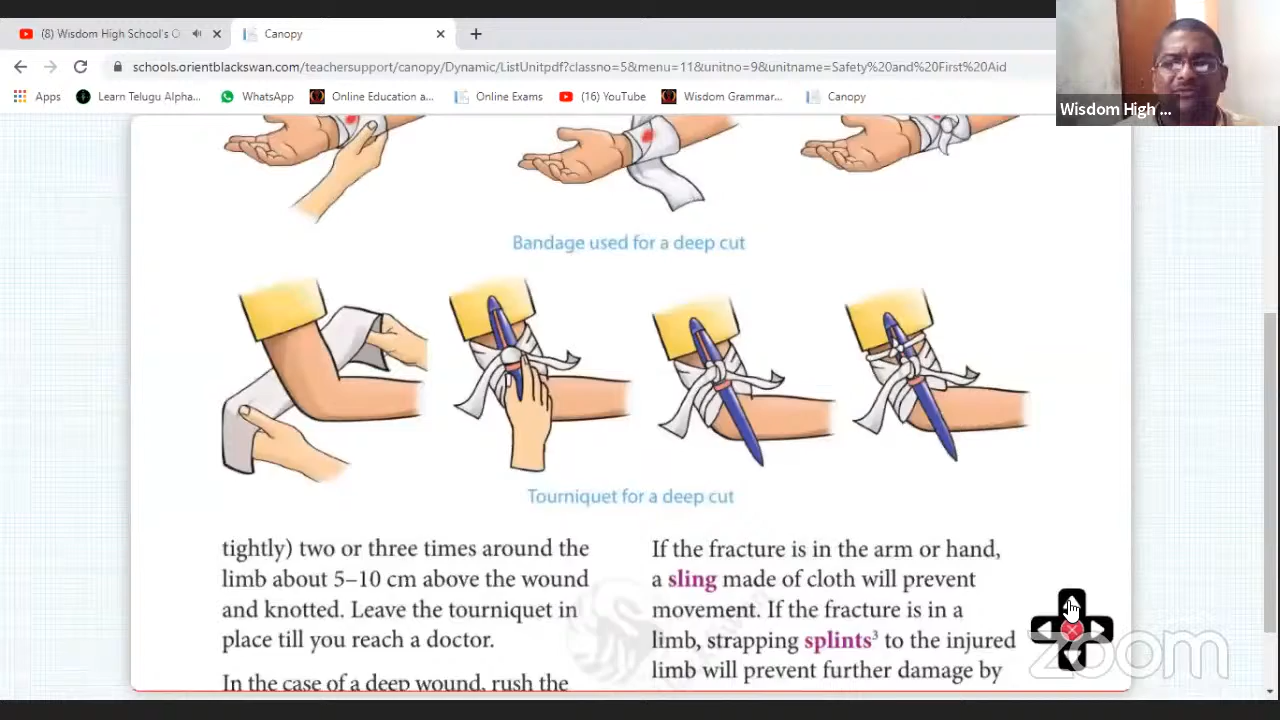 (8) Wisdom High School's O
Canopy
schools.orientblackswan.com/teachersupport/canopy/DynamictestUnitpdf?classno=5&menu=11&unitno=9&unitname=Safety%20and%20First%20Aid
Apps
Learn Telugu Alpha...
WhatsApp
Online Education a...
Online Exams
(16) YouTube
Wisdom Grammar...
Canopy
Wisdom High ...
Bandage used for a deep cut
Tourniquet for a deep cut
tightly) two or three times around the
limb about 5–10 cm above the wound
and knotted. Leave the tourniquet in
place till you reach a doctor.
In the case of a deep wound, rush the
If the fracture is in the arm or hand,
a sling made of cloth will prevent
movement. If the fracture is in a
limb, strapping splints³ to the injured
limb will prevent further damage by
zoom